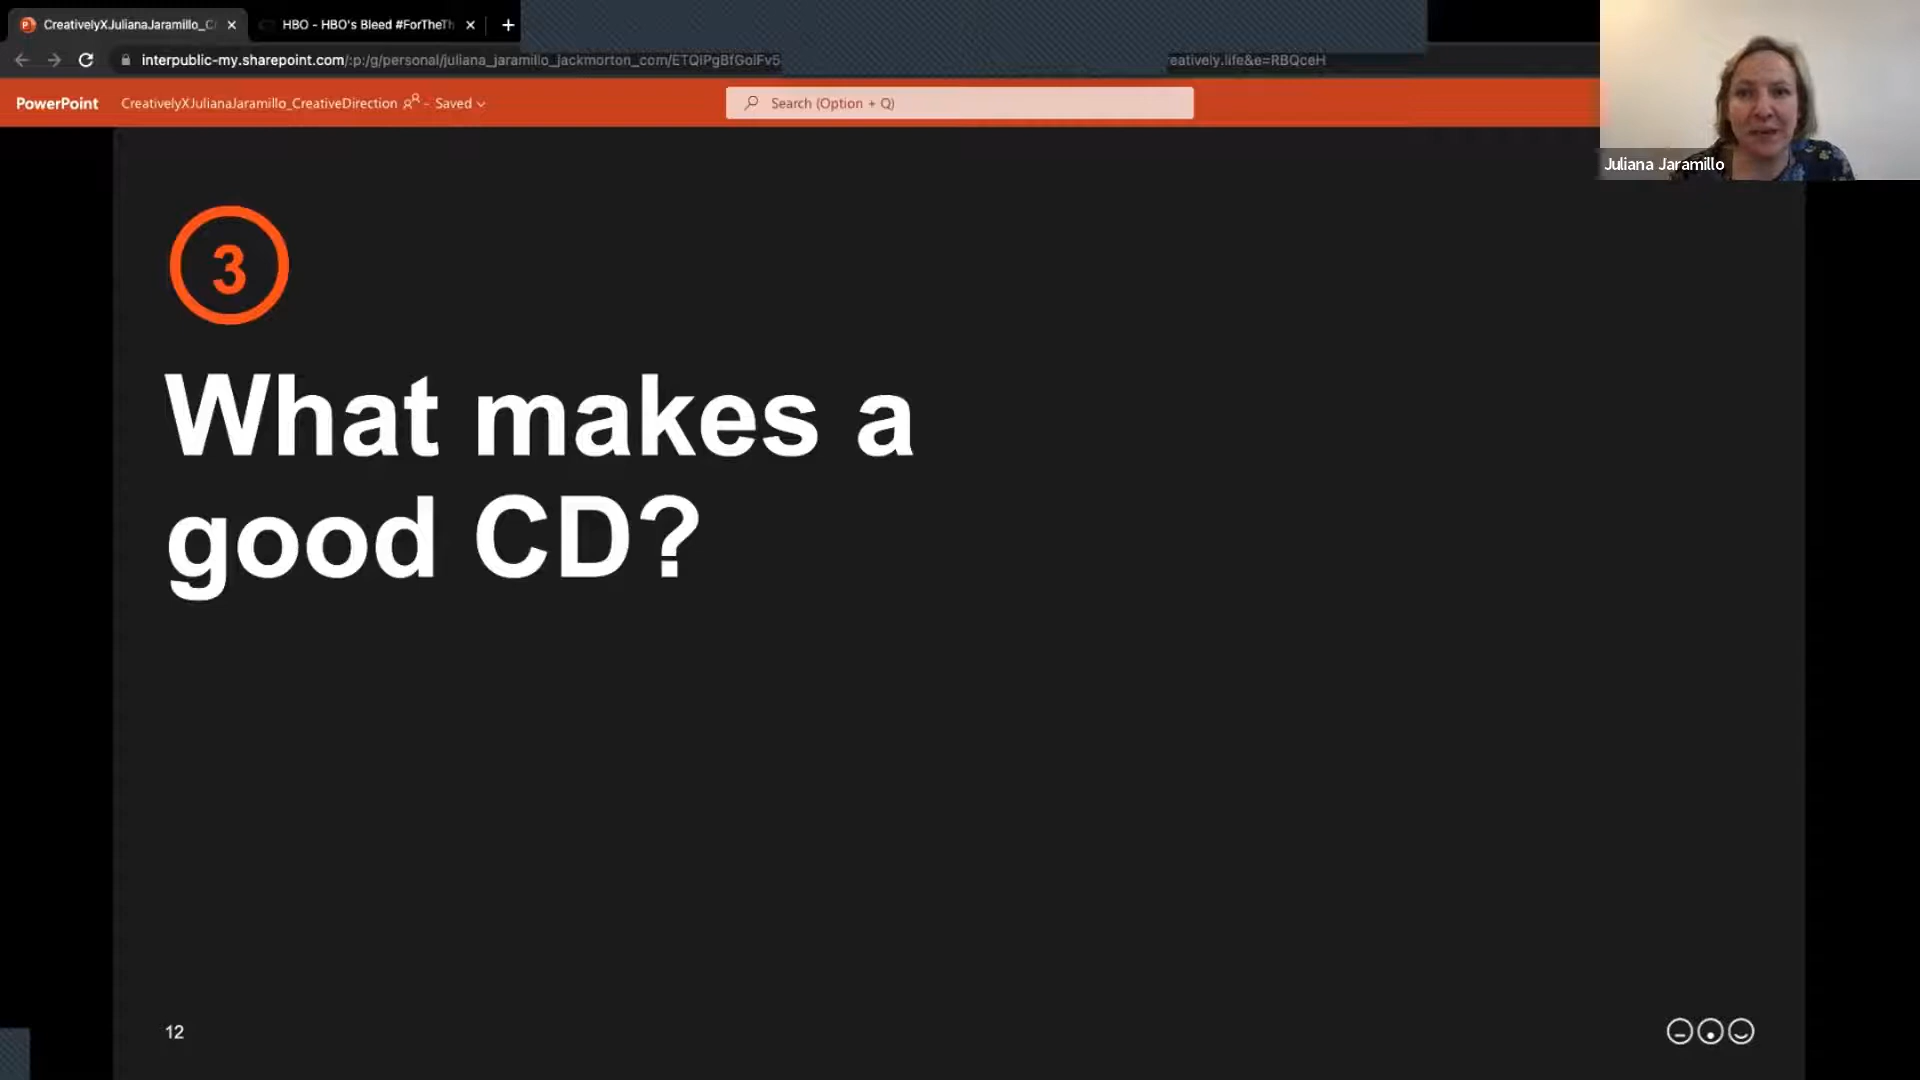 CreativelyXJulianaJaramillo_C
HBO - HBO's Bleed #ForTheTh
interpublic-my.sharepoint.com/:p:/g/personal/juliana_jaramillo_jackmorton_com/ETQIPgBfGolFv5
eatively.life&e=RBQceH
PowerPoint
CreativelyXJulianaJaramillo_CreativeDirection
- Saved
Search (Option + Q)
Juliana Jaramillo
3
What makes a
good CD?
12